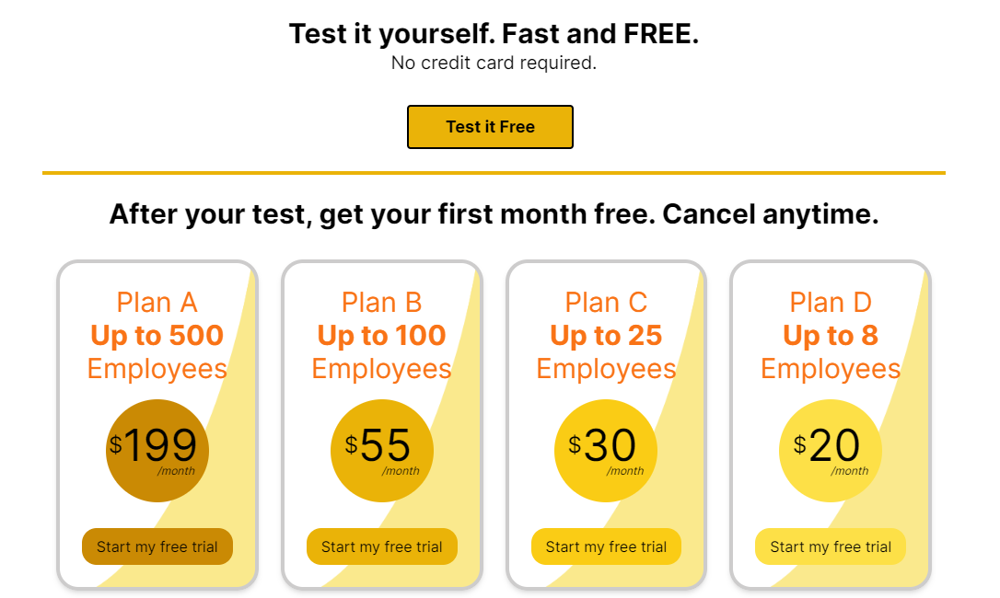 Test it yourself. Fast and FREE.
No credit card required.
Test it Free
After your test, get your first month free. Cancel anytime.
Plan A
Up to 500
Employees
$199
/month
Start my free trial
Plan B
Up to 100
Employees
$55
/month
Start my free trial
Plan C
Up to 25
Employees
$30
/month
Start my free trial
Plan D
Up to 8
Employees
$20
/month
Start my free trial